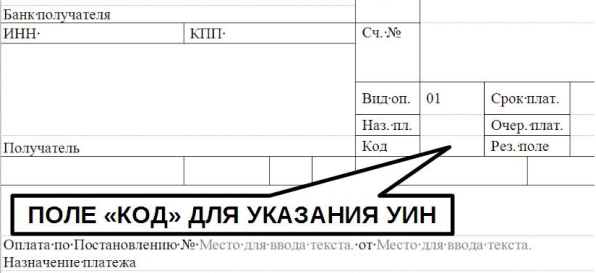 Банк·получателя
ИНН· КПП· Сч.·№
Вид·оп. 01 Срок·плат.
Наз.·пл. Очер.·плат.
Получатель Код Рез.·поле
ПОЛЕ «КОД» ДЛЯ УКАЗАНИЯ УИН
Оплата·по·Постановлению·№·Место·для·ввода·текста.·от·Место·для·ввода·текста.
Назначение·платежа